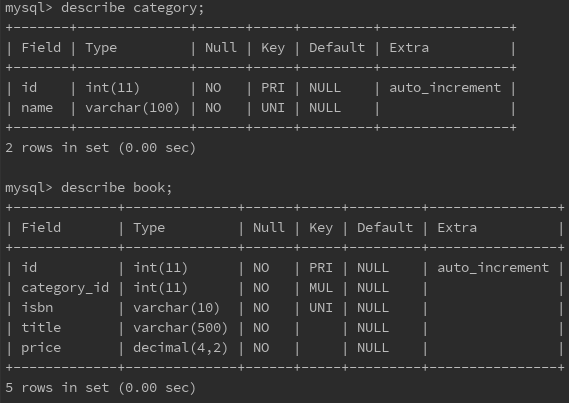 mysql> describe category;
+-------+--------------+------+-----+---------+----------------+
| Field | Type         | Null | Key | Default | Extra          |
+-------+--------------+------+-----+---------+----------------+
| id    | int(11)      | NO   | PRI | NULL    | auto_increment |
| name  | varchar(100) | NO   | UNI | NULL    |                |
+-------+--------------+------+-----+---------+----------------+
2 rows in set (0.00 sec)

mysql> describe book;
+-------------+--------------+------+-----+---------+----------------+
| Field       | Type         | Null | Key | Default | Extra          |
+-------------+--------------+------+-----+---------+----------------+
| id          | int(11)      | NO   | PRI | NULL    | auto_increment |
| category_id | int(11)      | NO   | MUL | NULL    |                |
| isbn        | varchar(10)  | NO   | UNI | NULL    |                |
| title       | varchar(500) | NO   |     | NULL    |                |
| price       | decimal(4,2) | NO   |     | NULL    |                |
+-------------+--------------+------+-----+---------+----------------+
5 rows in set (0.00 sec)